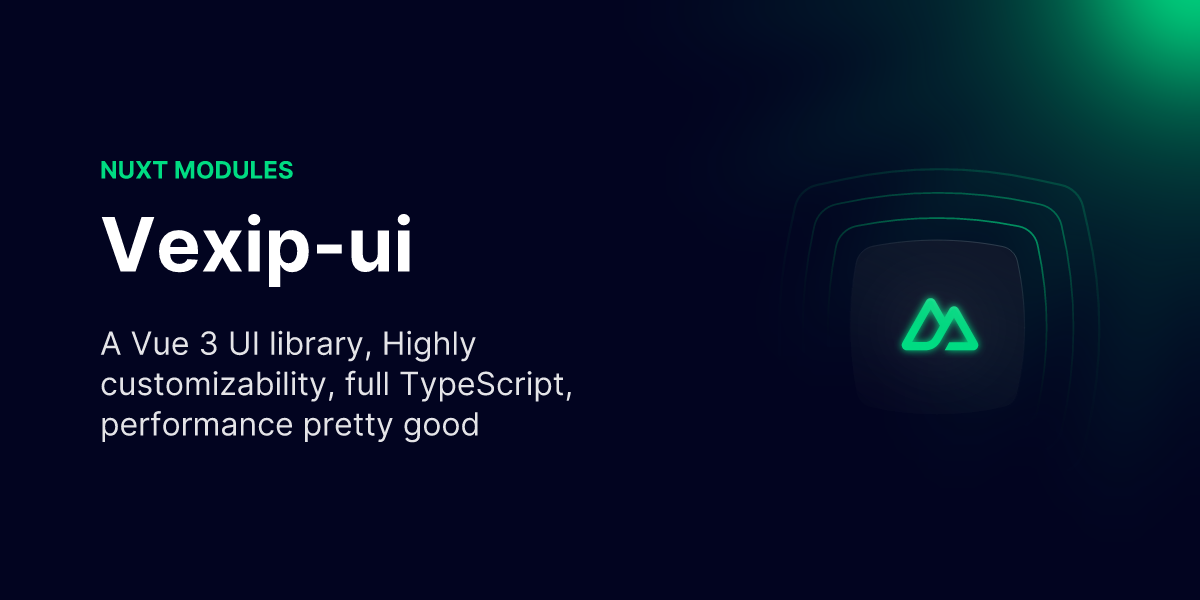 NUXT MODULES
Vexip-ui
A Vue 3 UI library, Highly
customizability, full TypeScript,
performance pretty good